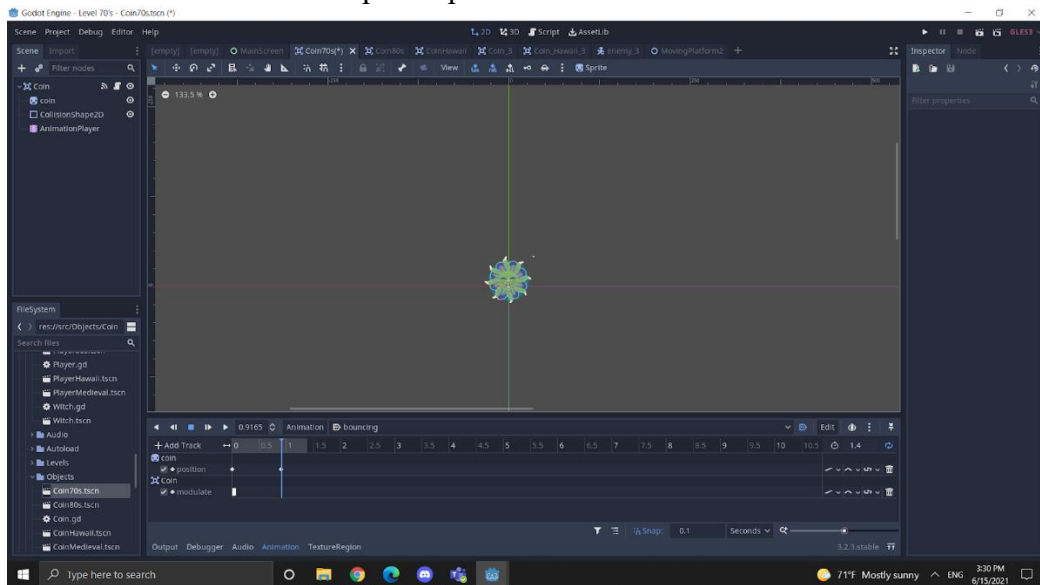 Godot Engine - Level 70's - Coin70s.tscn (*)
Scene Project Debug Editor Help
2D 3D Script AssetLib
GLES3
Scene Import
[empty] [empty] MainScreen Coin70s(*) Coin80s CoinHawaii Coin_3 Coin_Hawaii_3 enemy_3 MovingPlatform2
Inspector Node
Filter nodes
View Sprite
Filter properties
133.5 %
Coin
coin
CollisionShape2D
AnimationPlayer
FileSystem
res://src/Objects/Coin
Search files
Player.gd
PlayerHawaii.tscn
PlayerMedieval.tscn
Witch.gd
Witch.tscn
Audio
Autoload
Levels
Objects
Coin70s.tscn
Coin80s.tscn
Coin.gd
CoinHawaii.tscn
CoinMedieval.tscn
0.9165 Animation bouncing Edit
Add Track 0 0.5 1 1.5 2 2.5 3 3.5 4 4.5 5 5.5 6 6.5 7 7.5 8 8.5 9 9.5 10 10.5 1.4
coin
position
Coin
modulate
Snap: 0.1 Seconds
Output Debugger Audio Animation TextureRegion
3.2.3.stable
Type here to search
71°F Mostly sunny ENG 3:30 PM
6/15/2021